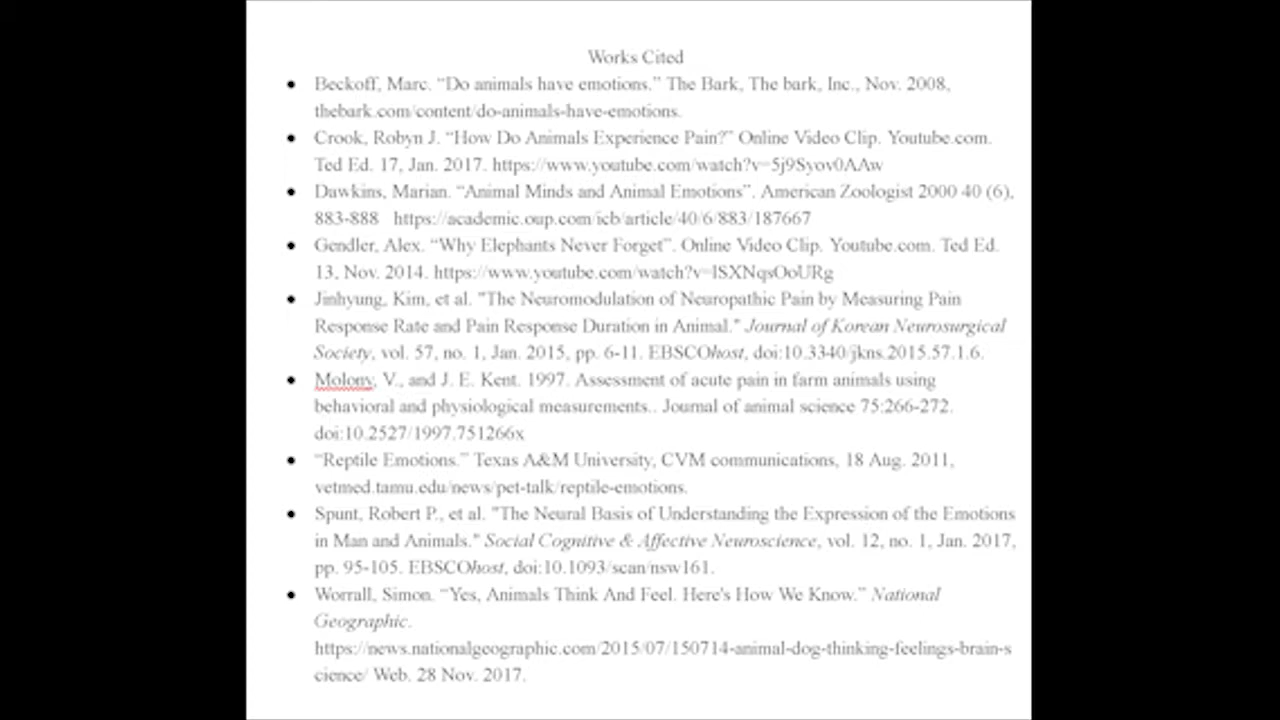 Works Cited
● Beckoff, Marc. “Do animals have emotions.” The Bark, The bark, Inc., Nov. 2008,
thebark.com/content/do-animals-have-emotions.
● Crook, Robyn J. “How Do Animals Experience Pain?” Online Video Clip. Youtube.com.
Ted Ed. 17, Jan. 2017. https://www.youtube.com/watch?v=5j9Syov0AAw
● Dawkins, Marian. “Animal Minds and Animal Emotions”. American Zoologist 2000 40 (6),
883-888 https://academic.oup.com/icb/article/40/6/883/187667
● Gendler, Alex. “Why Elephants Never Forget”. Online Video Clip. Youtube.com. Ted Ed.
13, Nov. 2014. https://www.youtube.com/watch?v=lSXNqsOoURg
● Jinhyung, Kim, et al. "The Neuromodulation of Neuropathic Pain by Measuring Pain
Response Rate and Pain Response Duration in Animal." Journal of Korean Neurosurgical
Society, vol. 57, no. 1, Jan. 2015, pp. 6-11. EBSCOhost, doi:10.3340/jkns.2015.57.1.6.
● Molony, V., and J. E. Kent. 1997. Assessment of acute pain in farm animals using
behavioral and physiological measurements.. Journal of animal science 75:266-272.
doi:10.2527/1997.751266x
● “Reptile Emotions.” Texas A&M University, CVM communications, 18 Aug. 2011,
vetmed.tamu.edu/news/pet-talk/reptile-emotions.
● Spunt, Robert P., et al. "The Neural Basis of Understanding the Expression of the Emotions
in Man and Animals." Social Cognitive & Affective Neuroscience, vol. 12, no. 1, Jan. 2017,
pp. 95-105. EBSCOhost, doi:10.1093/scan/nsw161.
● Worrall, Simon. “Yes, Animals Think And Feel. Here's How We Know.” National
Geographic.
https://news.nationalgeographic.com/2015/07/150714-animal-dog-thinking-feelings-brain-s
cience/ Web. 28 Nov. 2017.